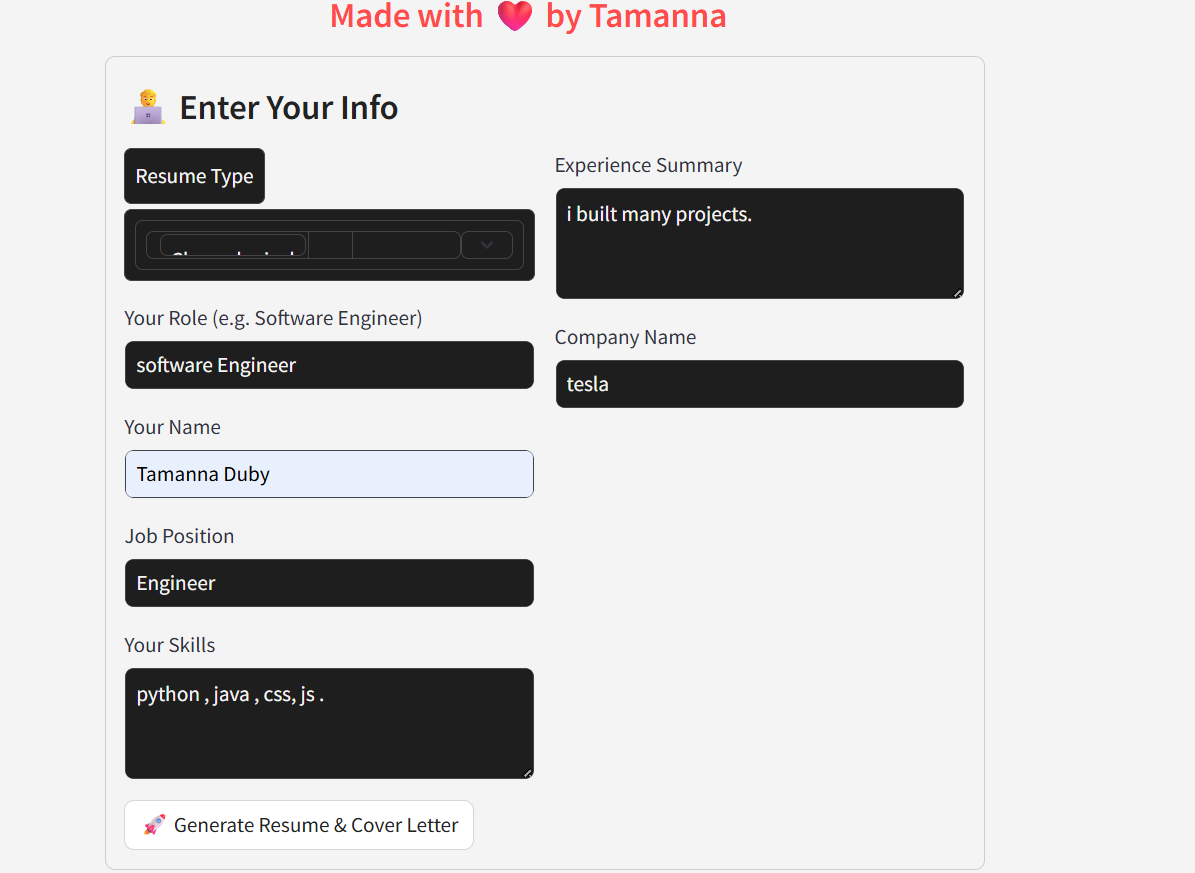 Made with ❤️ by Tamanna
Enter Your Info
Resume Type
Your Role (e.g. Software Engineer)
software Engineer
Your Name
Tamanna Duby
Job Position
Engineer
Your Skills
python , java , css, js .
Generate Resume & Cover Letter
Experience Summary
i built many projects.
Company Name
tesla